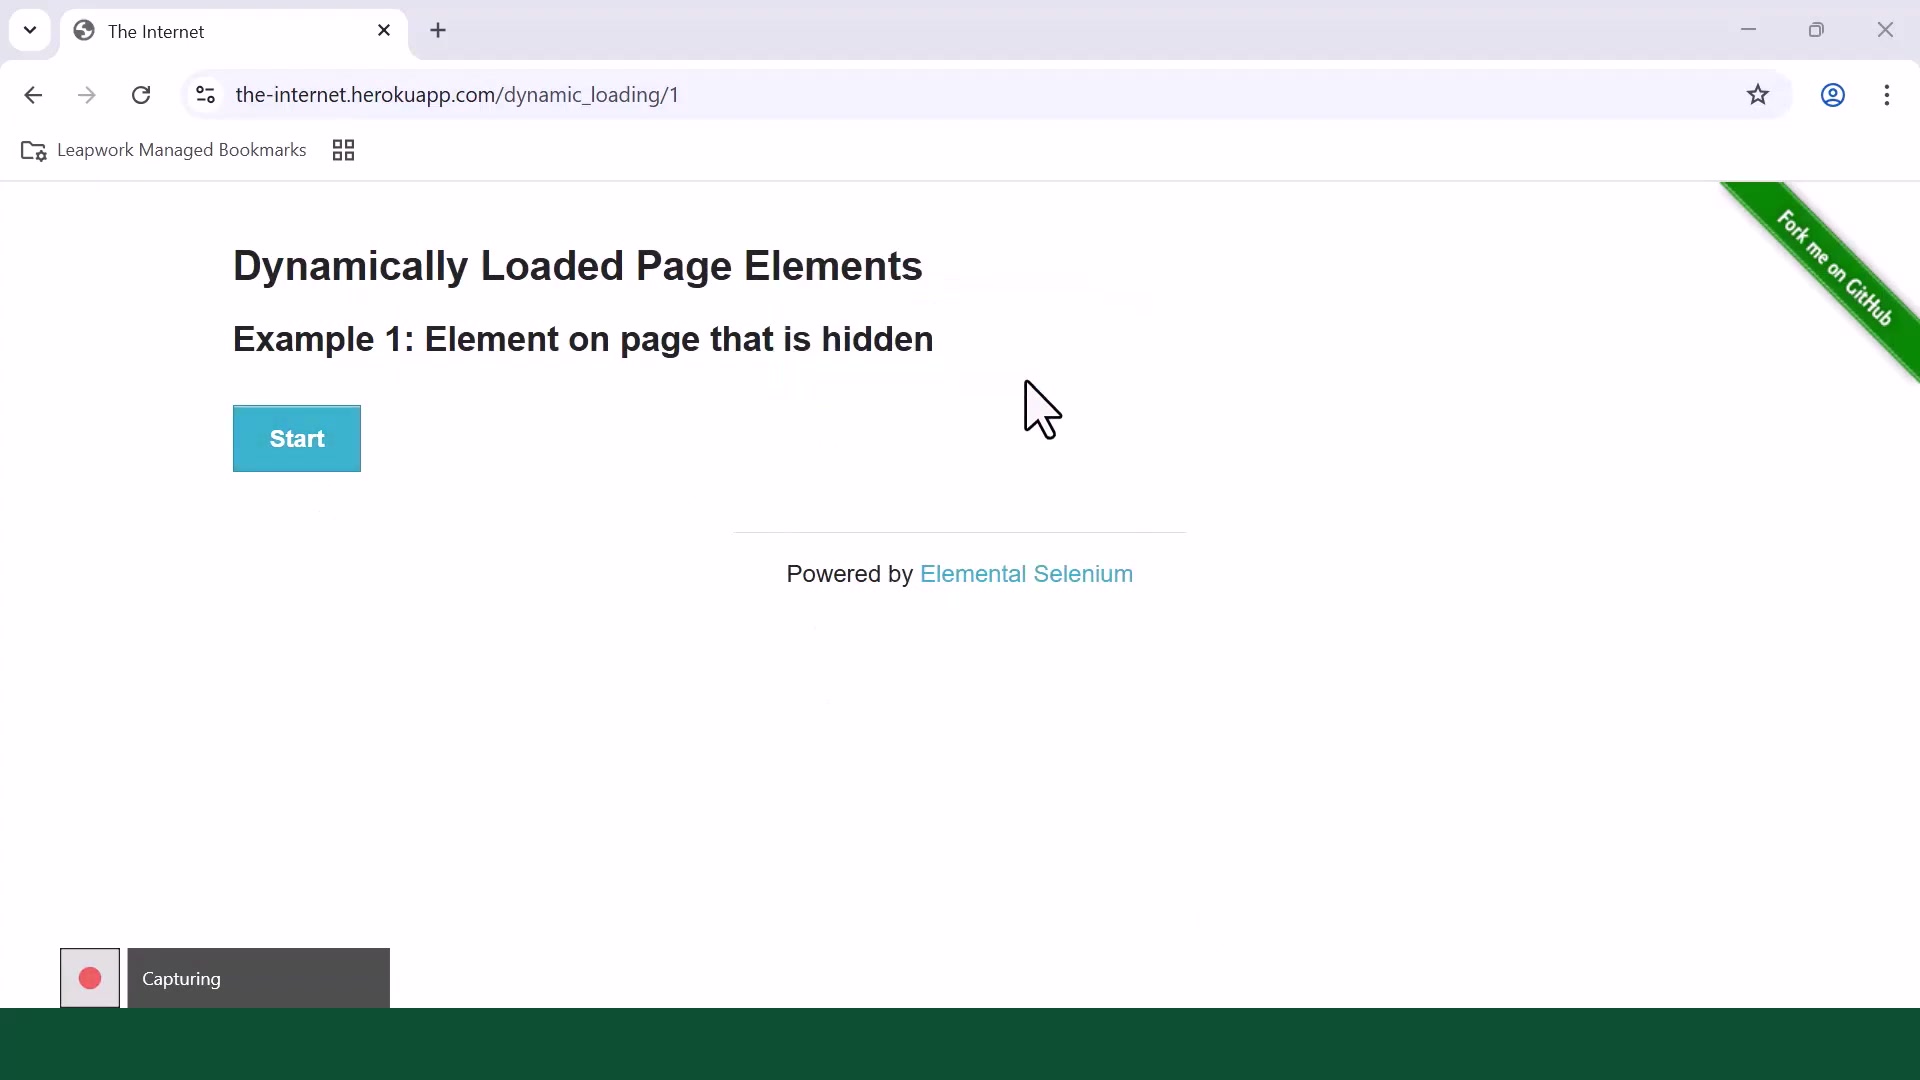 The Internet
the-internet.herokuapp.com/dynamic_loading/1
Leapwork Managed Bookmarks
Fork me on GitHub
Dynamically Loaded Page Elements
Example 1: Element on page that is hidden
Start
Powered by Elemental Selenium
Capturing